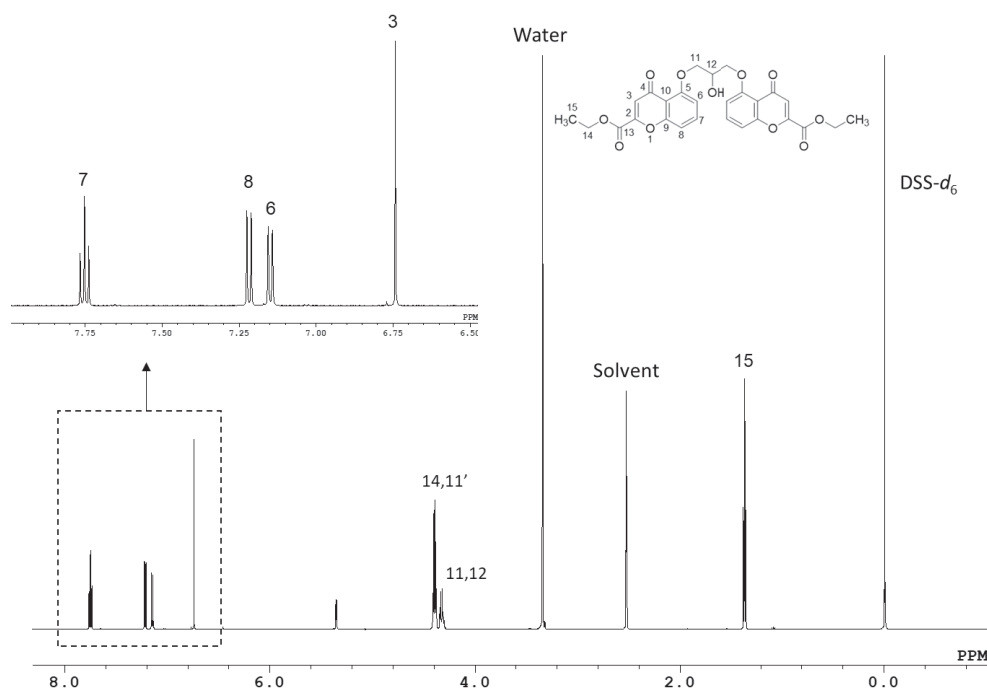 3
Water
11
12
O
OH
O
O
4
10
5
6
3
15
2
9
7
H₃C
O
13
O
1
8
14
O
O
O
O
CH₃
O
7
8
6
DSS-d₆
PPM
7.75
7.50
7.25
7.00
6.75
6.50
Solvent
15
14,11’
11,12
PPM
8.0
6.0
4.0
2.0
0.0